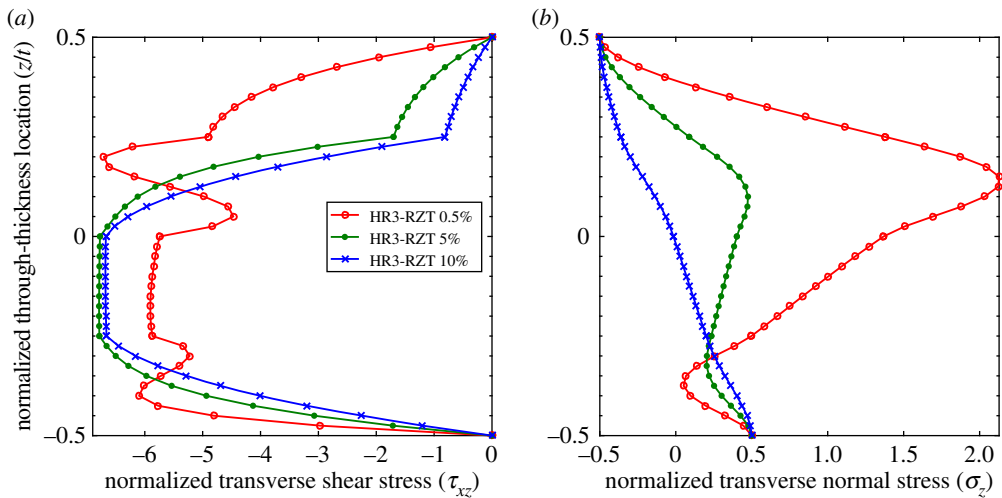 (a)
(b)
normalized through-thickness location (z/t)
0.5
0
−0.5
HR3-RZT 0.5%
HR3-RZT 5%
HR3-RZT 10%
−6 −5 −4 −3 −2 −1 0
normalized transverse shear stress (τxz)
0.5
0
−0.5
−0.5 0 0.5 1.0 1.5 2.0
normalized transverse normal stress (σz)